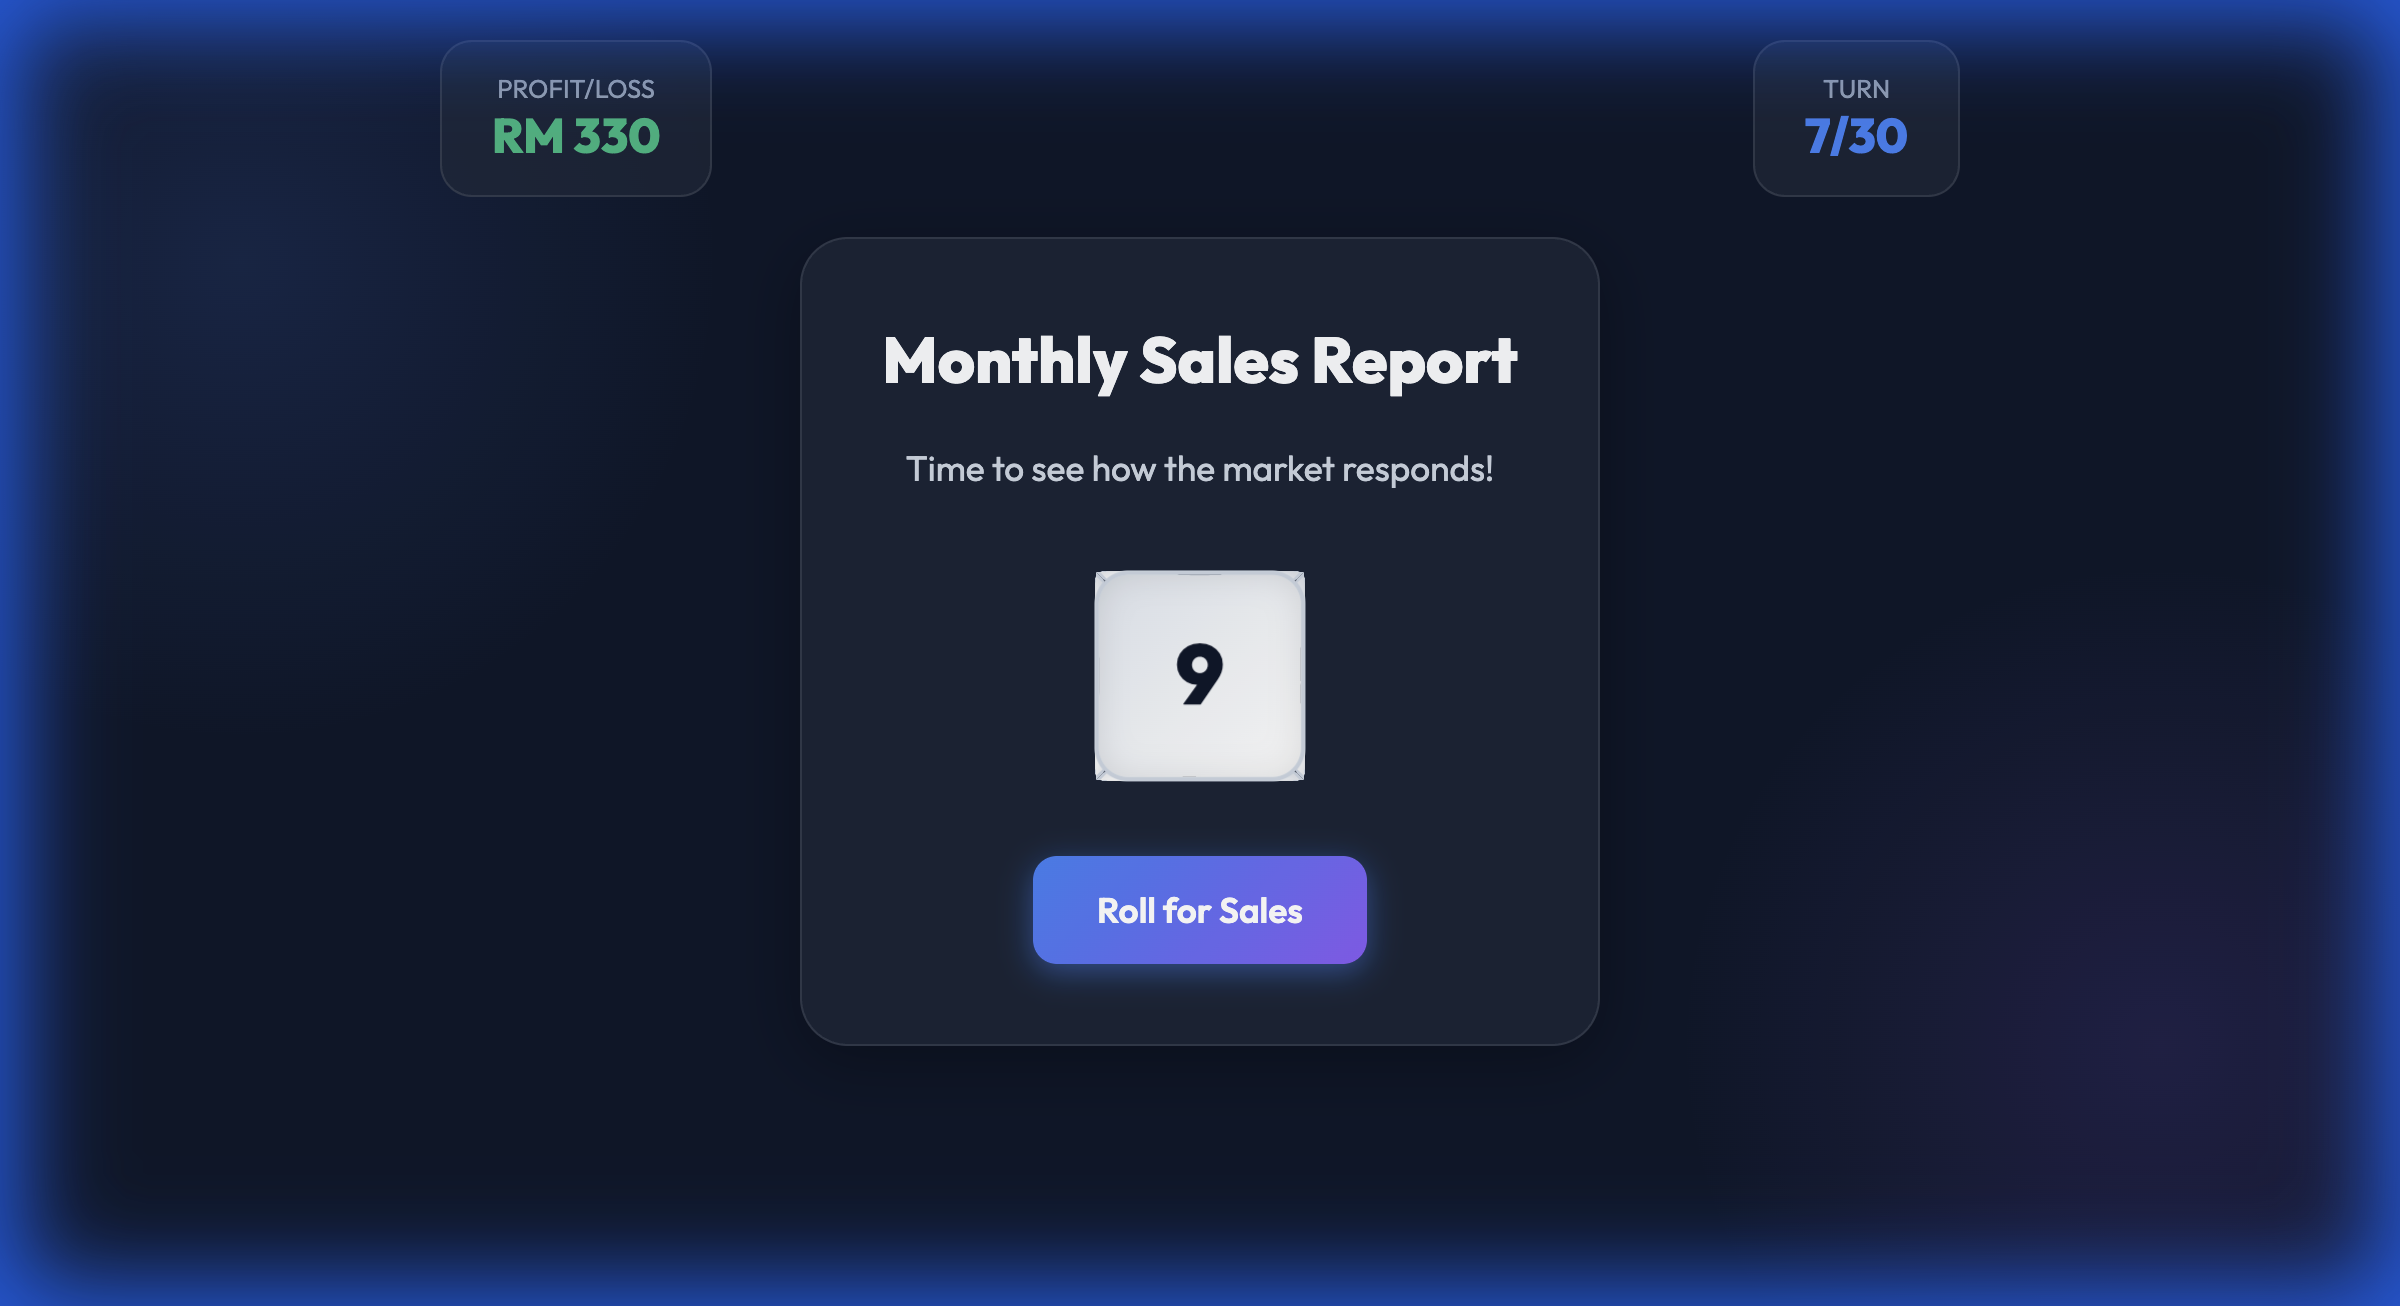 PROFIT/LOSS
RM 330
TURN
7/30
Monthly Sales Report
Time to see how the market responds!
9
Roll for Sales